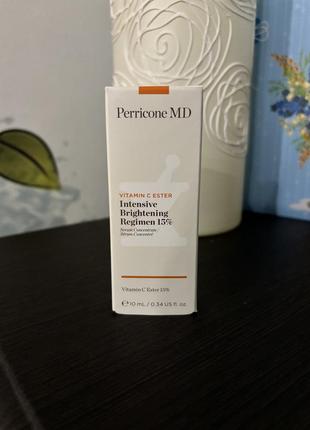 Perricone MD
VITAMIN C ESTER
Intensive
Brightening
Regimen 15%
Serum Concentrate /
Sérum Concentré
Vitamin C Ester 15%
℮ 10 mL / 0.34 US fl. oz.